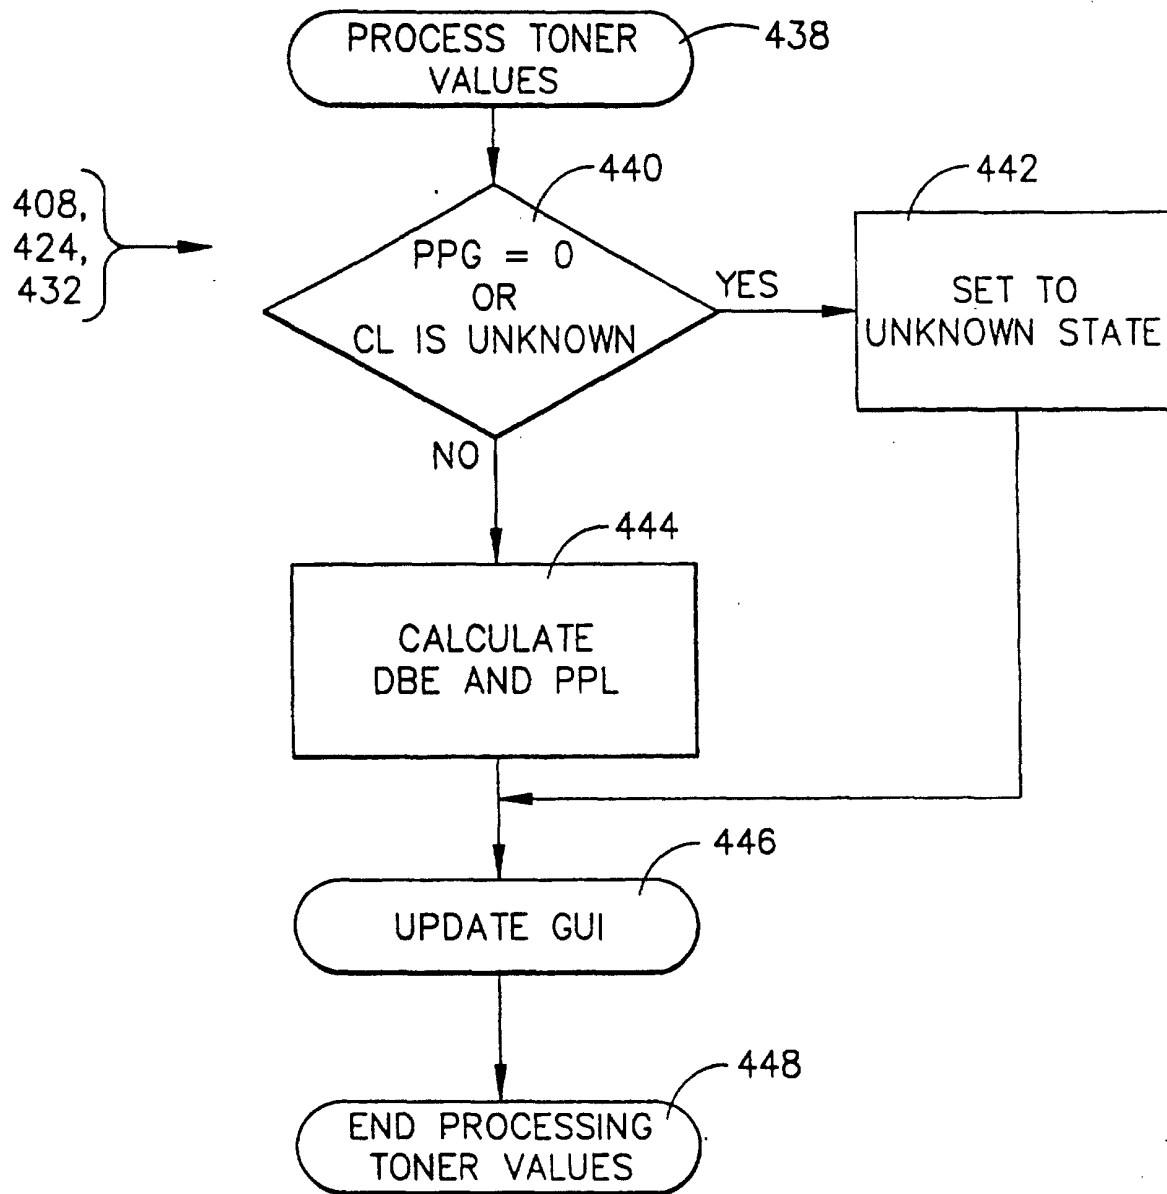 PROCESS TONER
VALUES
438
408,
424,
432
440
PPG = 0
OR
CL IS UNKNOWN
YES
442
SET TO
UNKNOWN STATE
NO
444
CALCULATE
DBE AND PPL
446
UPDATE GUI
448
END PROCESSING
TONER VALUES